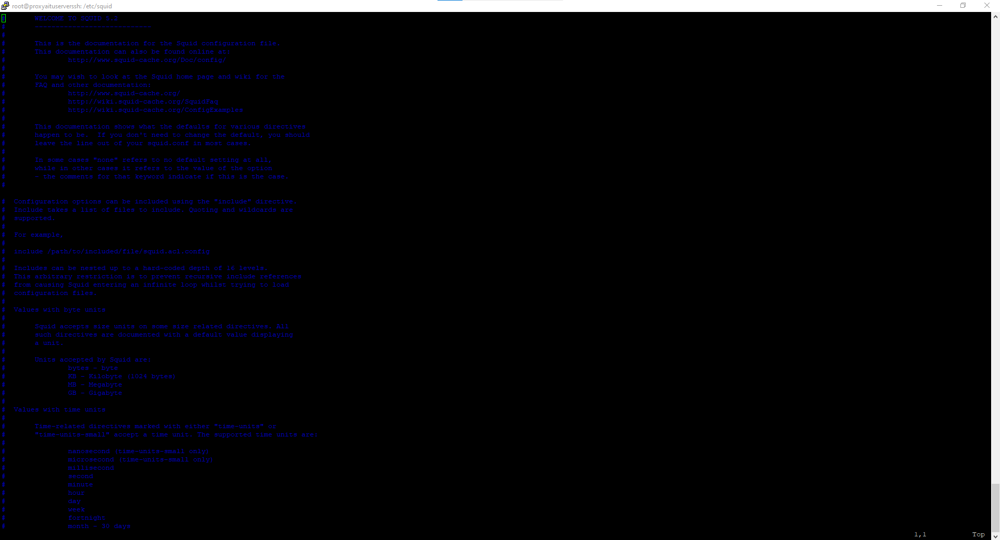 root@proxyaituserverssh: /etc/squid
#       WELCOME TO SQUID 5.2
#       ----------------------------
#
#       This is the documentation for the Squid configuration file.
#       This documentation can also be found online at:
#               http://www.squid-cache.org/Doc/config/
#
#       You may wish to look at the Squid home page and wiki for the
#       FAQ and other documentation:
#               http://www.squid-cache.org/
#               http://wiki.squid-cache.org/SquidFaq
#               http://wiki.squid-cache.org/ConfigExamples
#
#       This documentation shows what the defaults for various directives
#       happen to be.  If you don't need to change the default, you should
#       leave the line out of your squid.conf in most cases.
#
#       In some cases "none" refers to no default setting at all,
#       while in other cases it refers to the value of the option
#       - the comments for that keyword indicate if this is the case.
#

#  Configuration options can be included using the "include" directive.
#  Include takes a list of files to include. Quoting and wildcards are
#  supported.
#
#  For example,
#
#  include /path/to/included/file/squid.acl.config
#
#  Includes can be nested up to a hard-coded depth of 16 levels.
#  This arbitrary restriction is to prevent recursive include references
#  from causing Squid entering an infinite loop whilst trying to load
#  configuration files.
#
#  Values with byte units
#
#       Squid accepts size units on some size related directives. All
#       such directives are documented with a default value displaying
#       a unit.
#
#       Units accepted by Squid are:
#               bytes - byte
#               KB - Kilobyte (1024 bytes)
#               MB - Megabyte
#               GB - Gigabyte
#
#  Values with time units
#
#       Time-related directives marked with either "time-units" or
#       "time-units-small" accept a time unit. The supported time units are:
#
#               nanosecond (time-units-small only)
#               microsecond (time-units-small only)
#               millisecond
#               second
#               minute
#               hour
#               day
#               week
#               fortnight
#               month - 30 days
1,1 Top